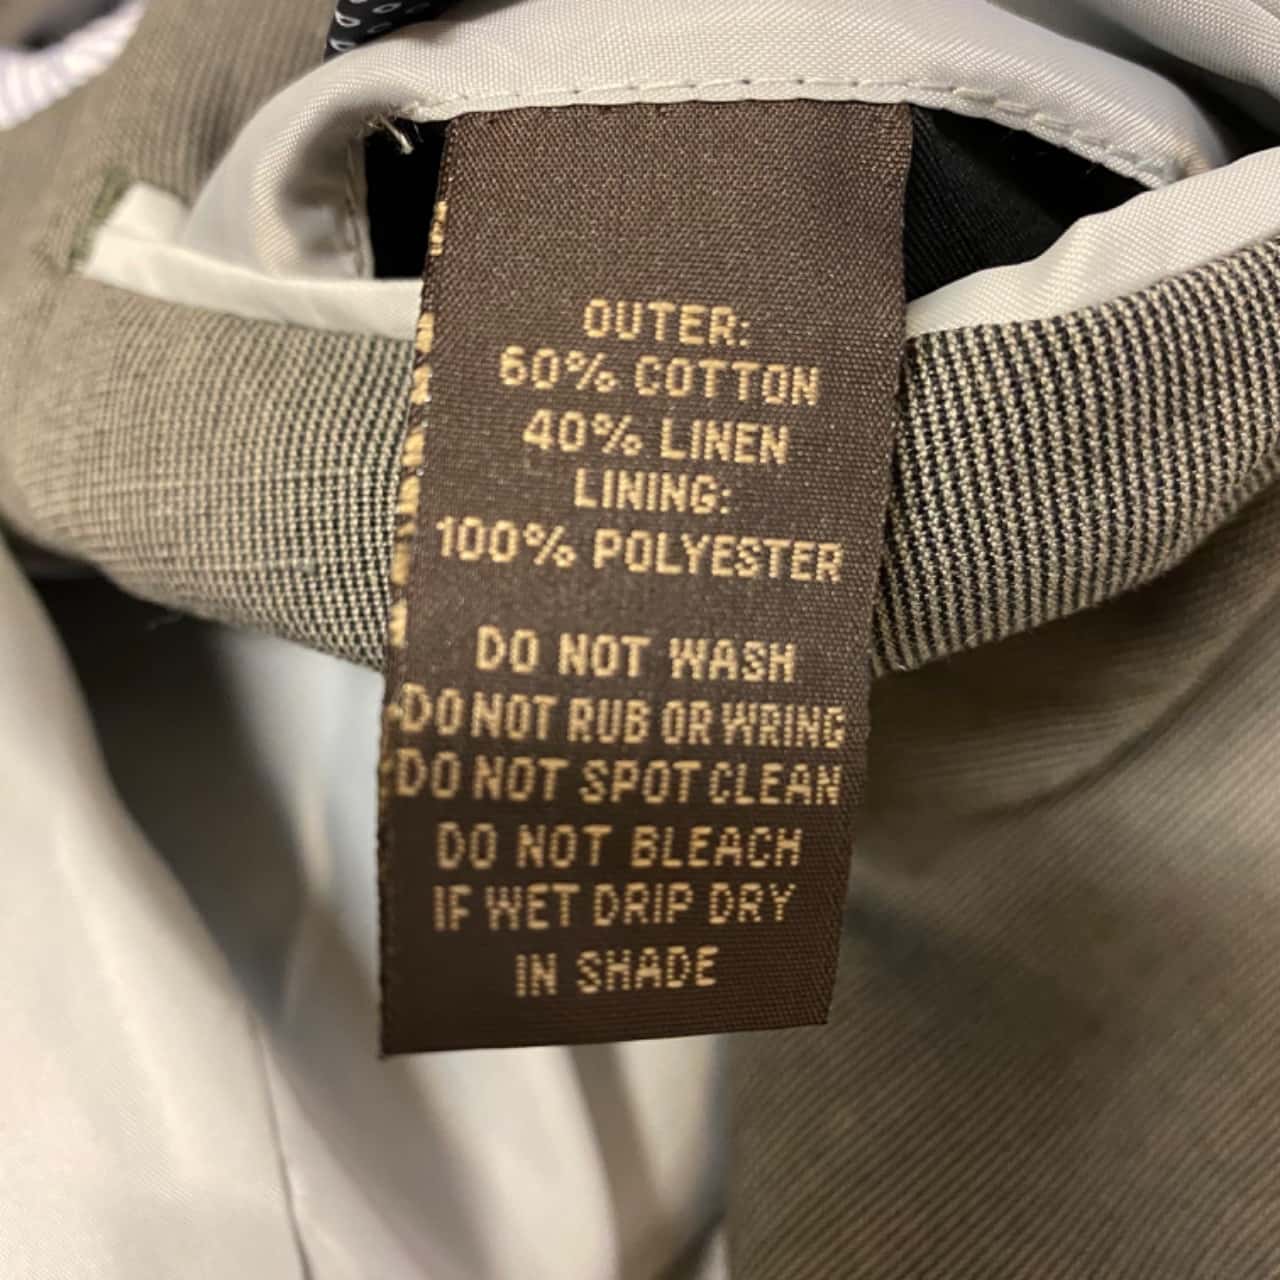 OUTER:
60% COTTON
40% LINEN
LINING:
100% POLYESTER
DO NOT WASH
DO NOT RUB OR WRING
DO NOT SPOT CLEAN
DO NOT BLEACH
IF WET DRIP DRY
IN SHADE